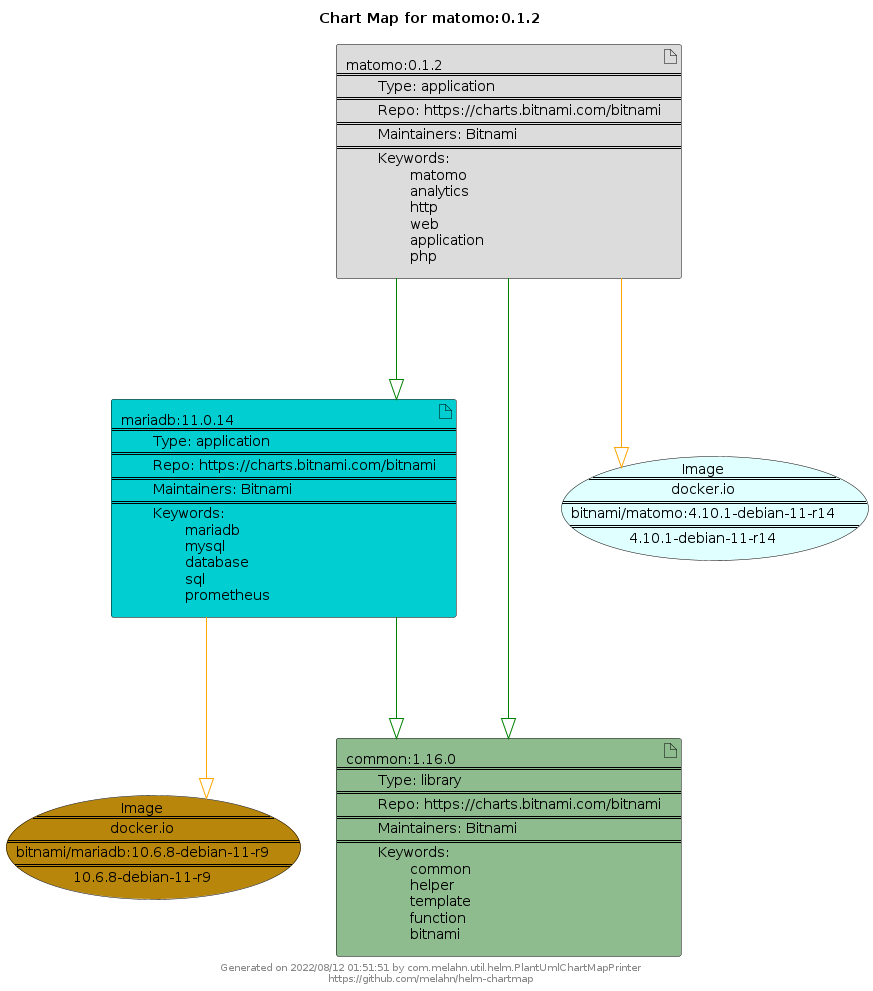 Chart Map for matomo:0.1.2
matomo:0.1.2
Type: application
Repo: https://charts.bitnami.com/bitnami
Maintainers: Bitnami
Keywords:
matomo
analytics
http
web
application
php
mariadb:11.0.14
Type: application
Repo: https://charts.bitnami.com/bitnami
Maintainers: Bitnami
Keywords:
mariadb
mysql
database
sql
prometheus
Image
docker.io
bitnami/matomo:4.10.1-debian-11-r14
4.10.1-debian-11-r14
common:1.16.0
Type: library
Repo: https://charts.bitnami.com/bitnami
Maintainers: Bitnami
Keywords:
common
helper
template
function
bitnami
Image
docker.io
bitnami/mariadb:10.6.8-debian-11-r9
10.6.8-debian-11-r9
Generated on 2022/08/12 01:51:51 by com.melahn.util.helm.PlantUmlChartMapPrinter
https://github.com/melahn/helm-chartmap